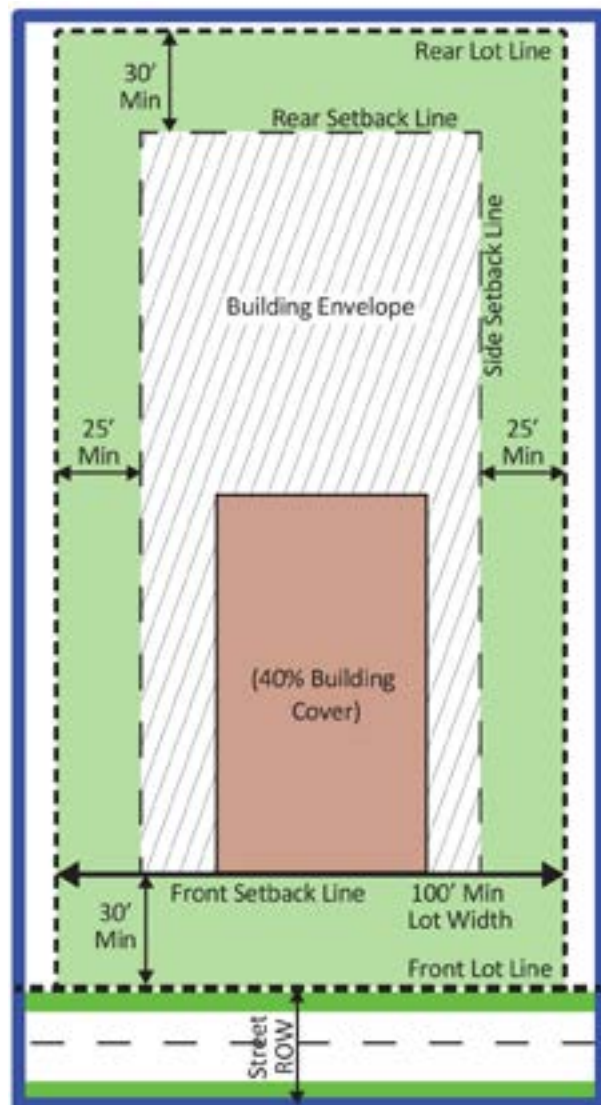 Rear Lot Line
30’
Min
Rear Setback Line
Side Setback Line
Building Envelope
25’
Min
25’
Min
(40% Building
Cover)
Front Setback Line
100’ Min
Lot Width
30’
Min
Front Lot Line
Street
ROW